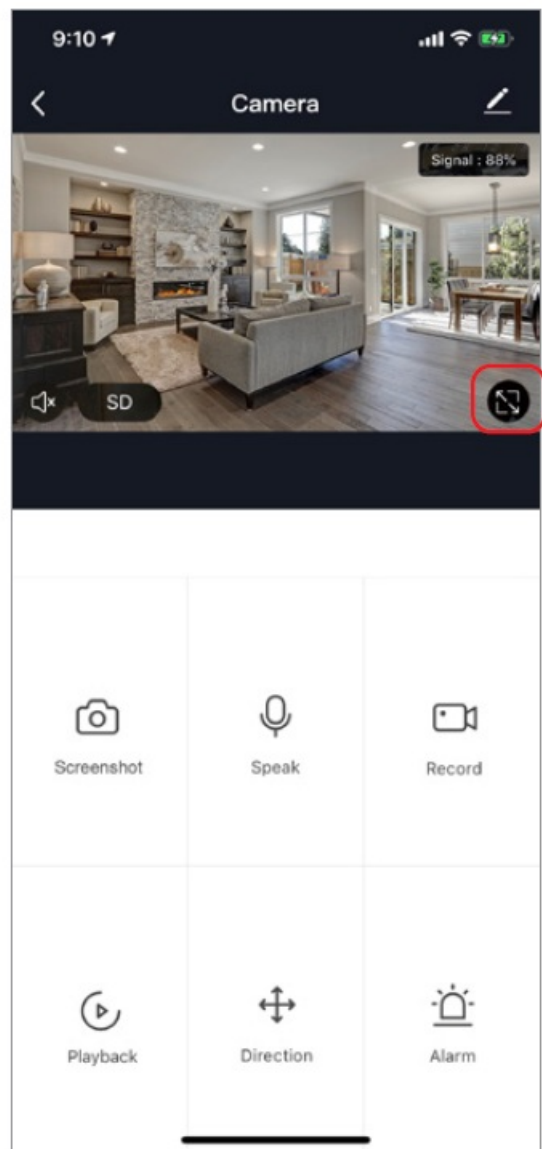 9:10
Camera
Signal : 88%
SD
Screenshot Speak Record
Playback Direction Alarm